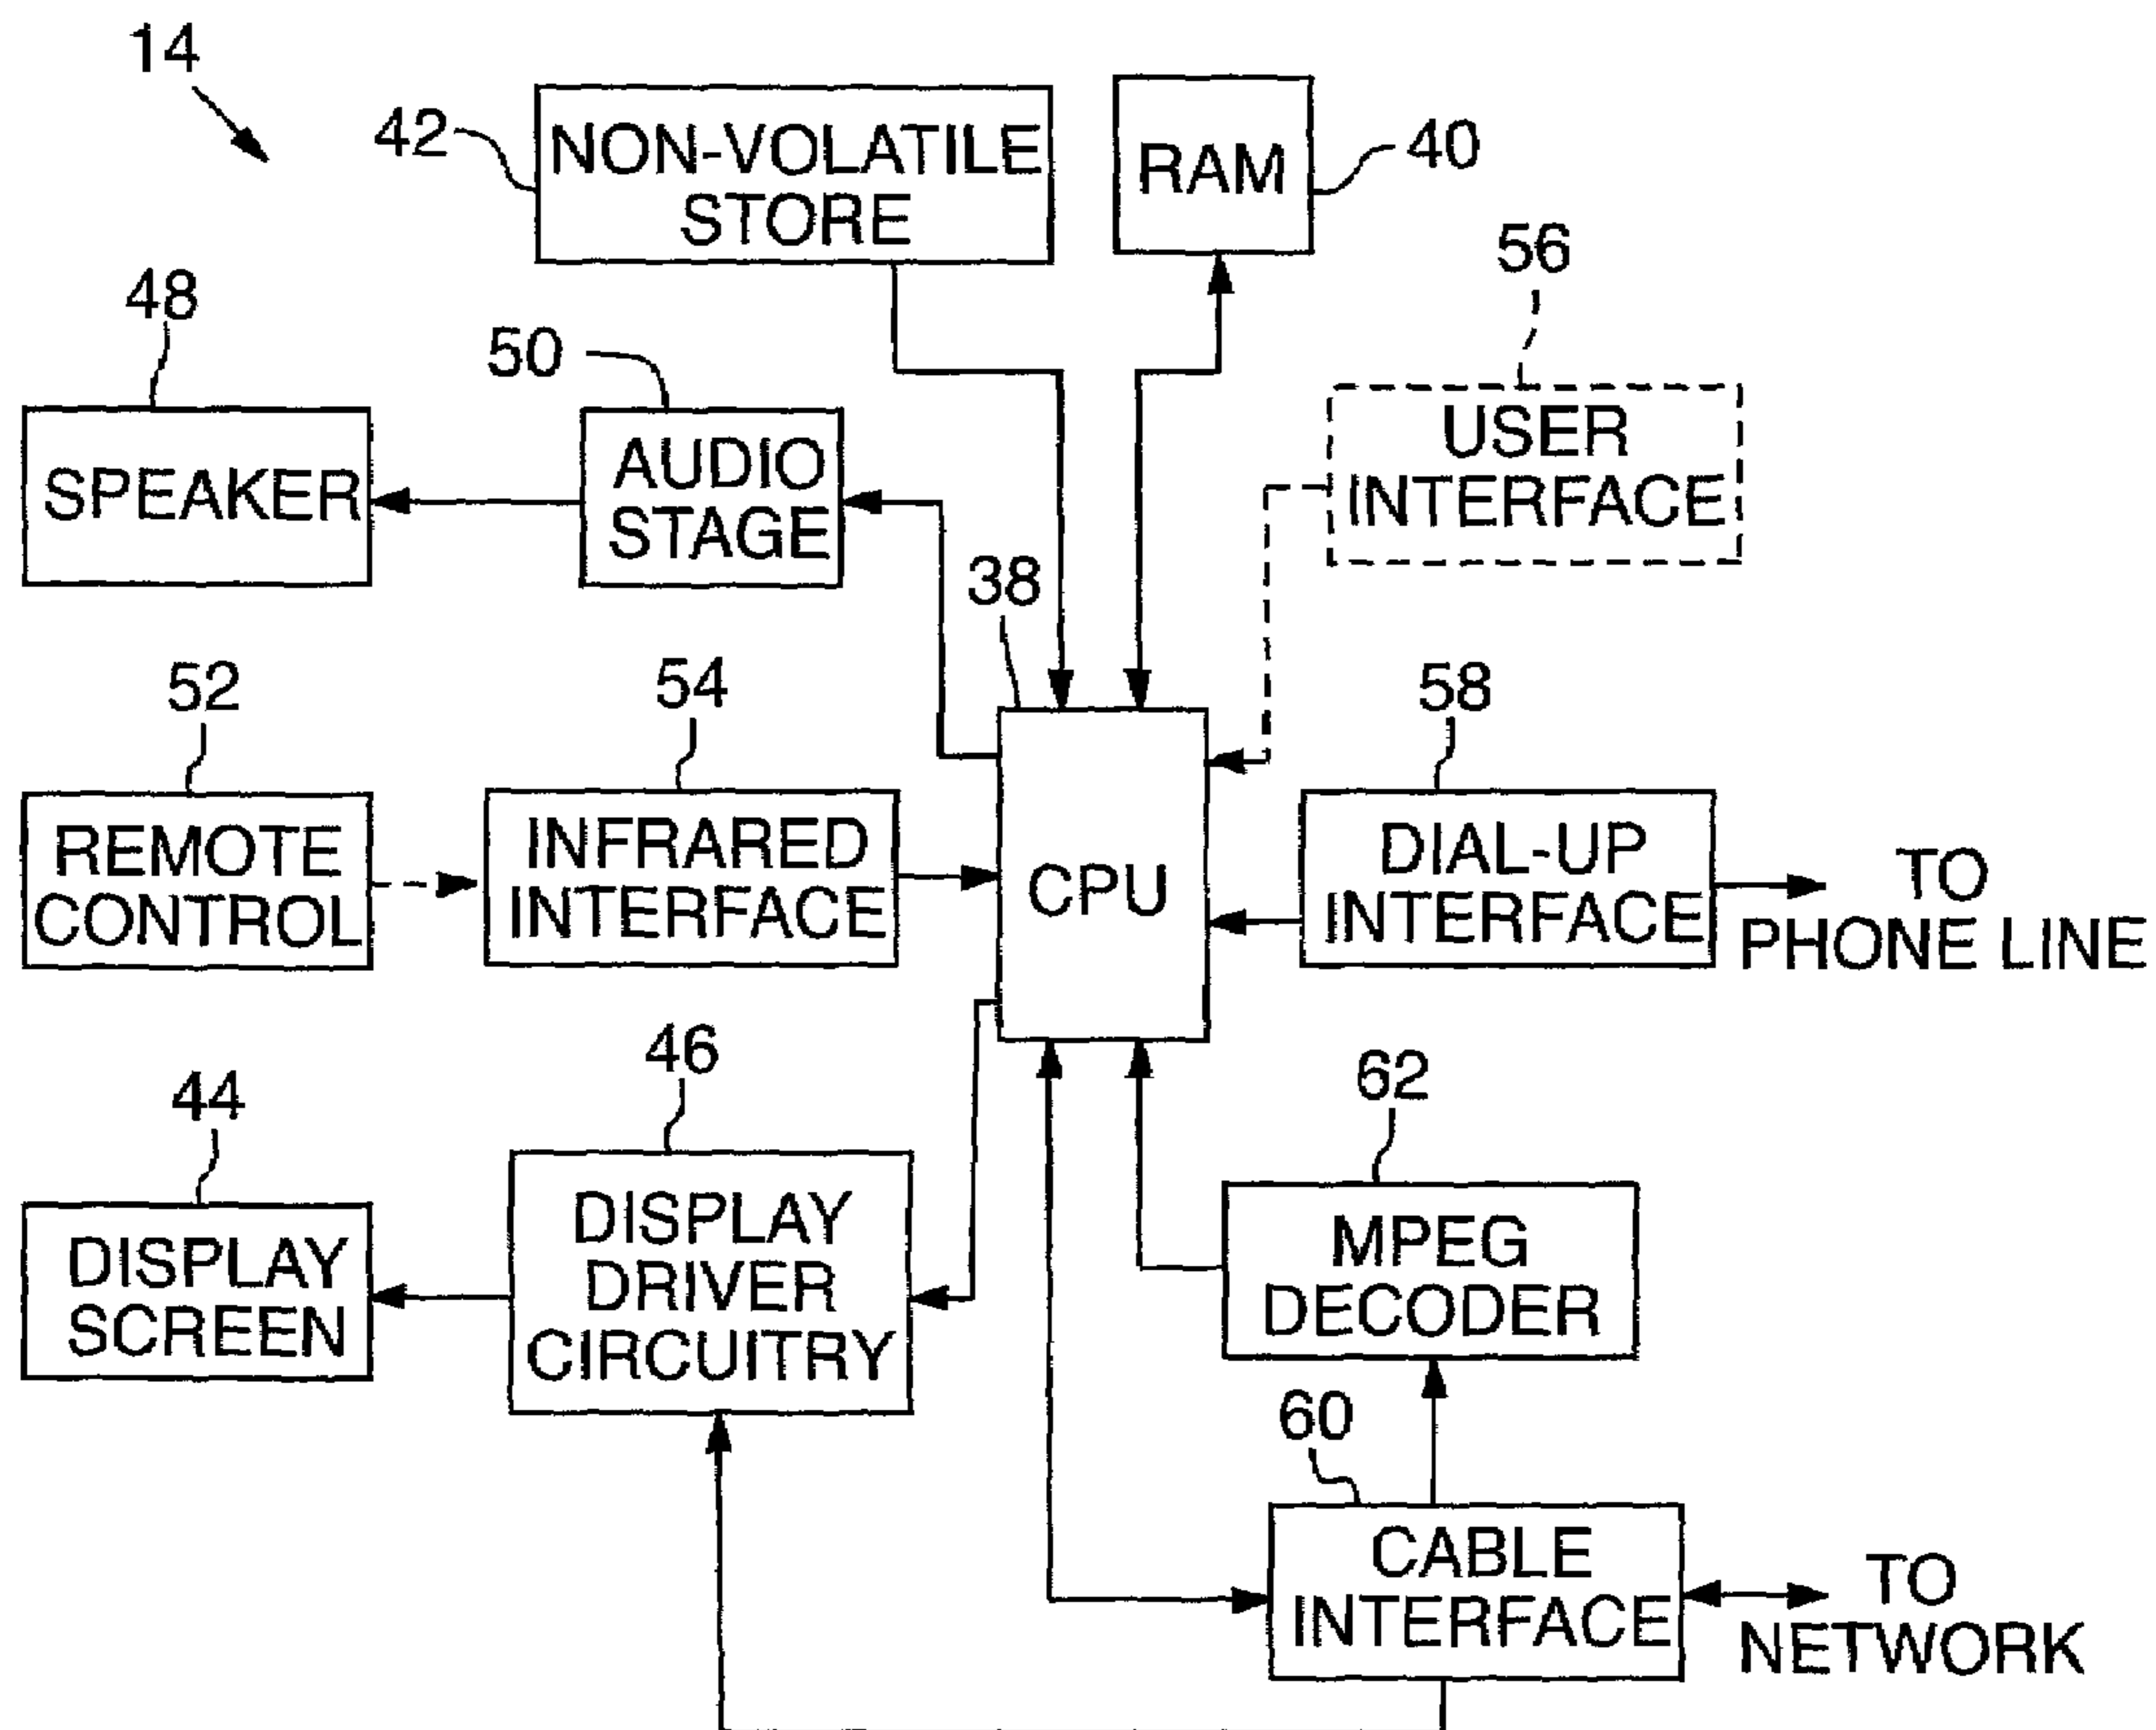 14
42
NON-VOLATILE
STORE
RAM
40
56
48
50
USER
INTERFACE
SPEAKER
AUDIO
STAGE
38
52
54
58
REMOTE
CONTROL
INFRARED
INTERFACE
CPU
DIAL-UP
INTERFACE
TO
PHONE LINE
44
46
62
DISPLAY
SCREEN
DISPLAY
DRIVER
CIRCUITRY
MPEG
DECODER
60
CABLE
INTERFACE
TO
NETWORK